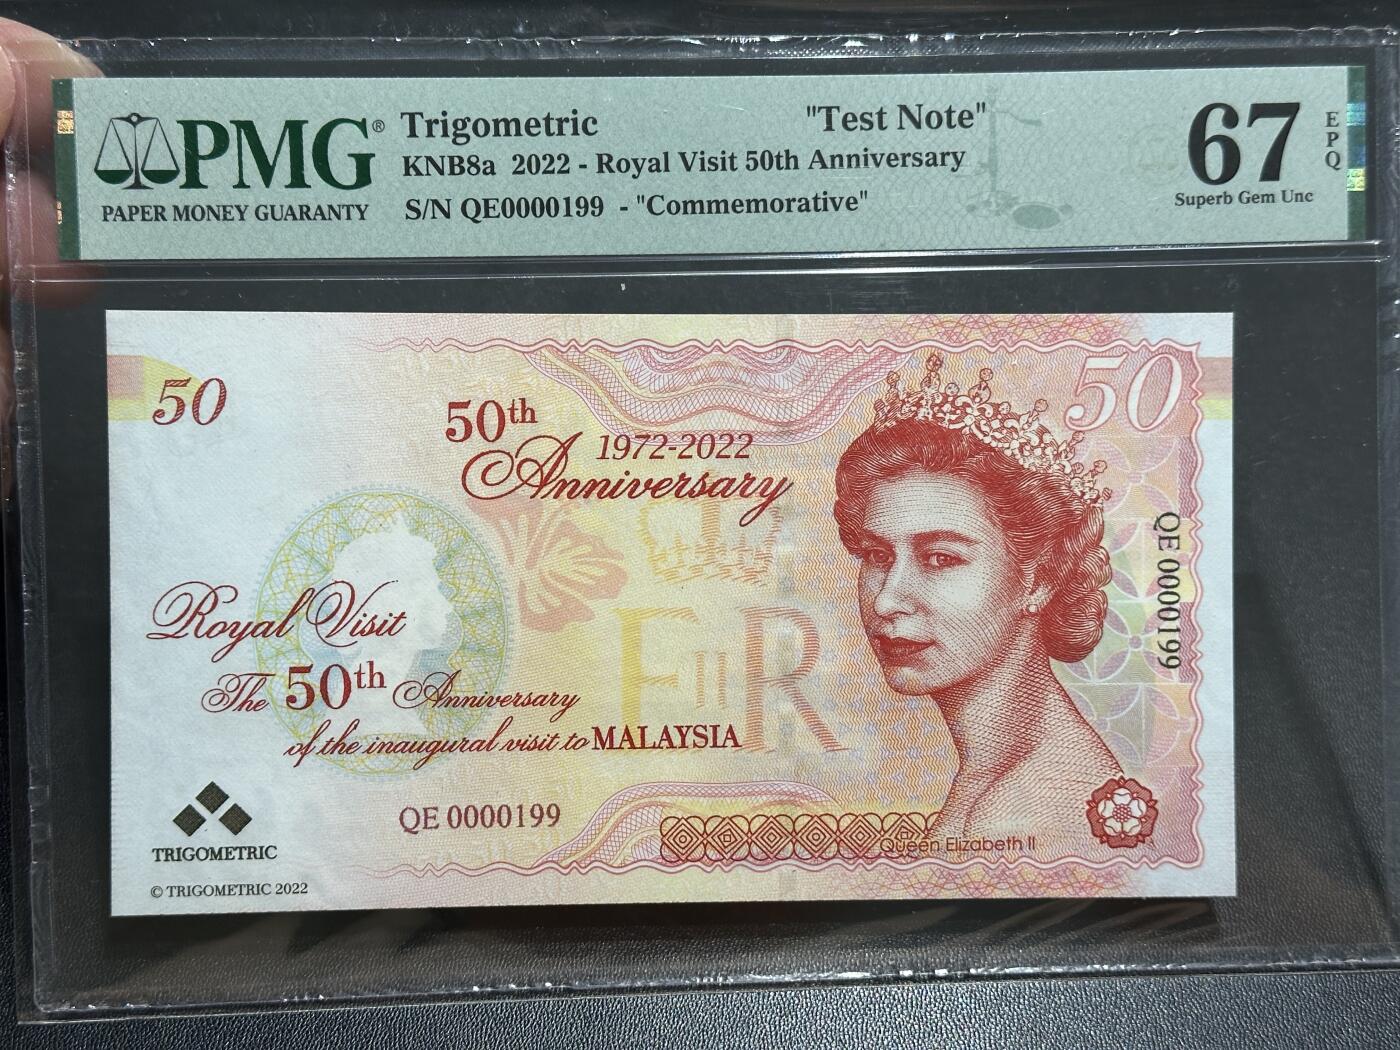 PMG®
PAPER MONEY GUARANTY
Trigometric "Test Note"
KNB8a 2022 - Royal Visit 50th Anniversary
S/N QE0000199 - "Commemorative"
67
EPQ
Superb Gem Unc
50
50
50th
1972-2022
Anniversary
Royal Visit
The 50th Anniversary
of the inaugural visit to MALAYSIA
E II R
QE 0000199
QE 0000199
TRIGOMETRIC
© TRIGOMETRIC 2022
Queen Elizabeth II